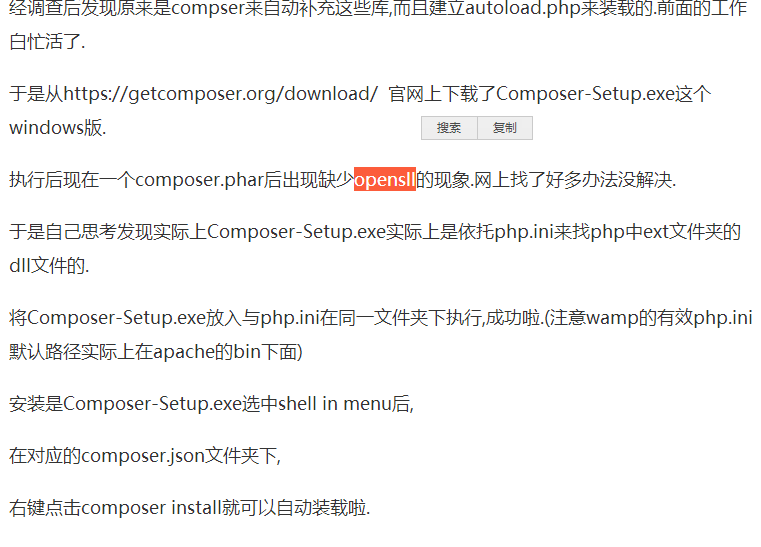 经调查后发现原来是compser来自动补充这些库,而且建立autoload.php来装载的.前面的工作
白忙活了.
于是从https://getcomposer.org/download/ 官网上下载了Composer-Setup.exe这个
windows版.
搜索 复制
执行后现在一个composer.phar后出现缺少opensll的现象.网上找了好多办法没解决.
于是自己思考发现实际上Composer-Setup.exe实际上是依托php.ini来找php中ext文件夹的
dll文件的.
将Composer-Setup.exe放入与php.ini在同一文件夹下执行,成功啦.(注意wamp的有效php.ini
默认路径实际上在apache的bin下面)
安装是Composer-Setup.exe选中shell in menu后,
在对应的composer.json文件夹下,
右键点击composer install就可以自动装载啦.